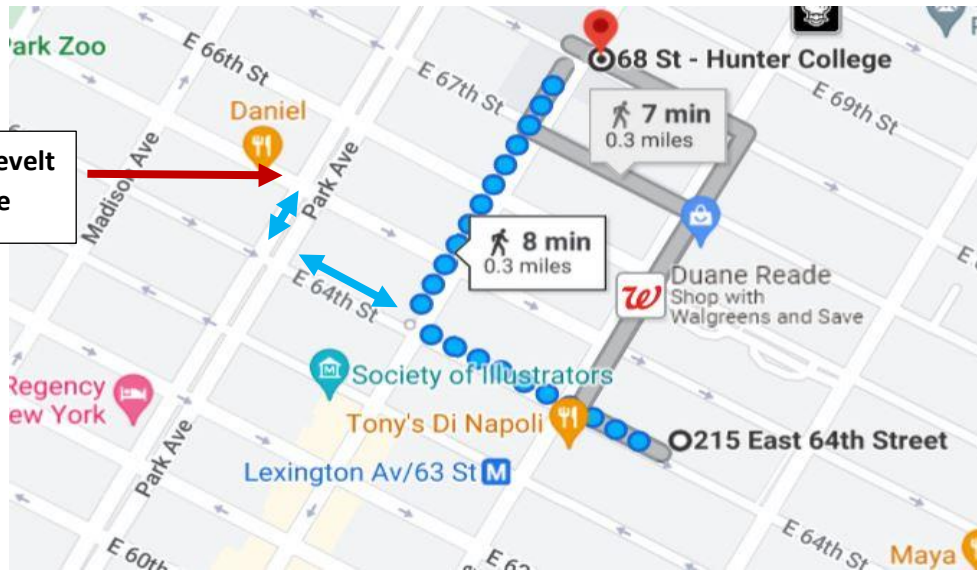 Park Zoo
E 66th St
68 St - Hunter College
E 67th St
E 69th St
Daniel
7 min
0.3 miles
evelt
e
Madison Ave
Park Ave
8 min
0.3 miles
E 64th St
Duane Reade
Shop with
Walgreens and Save
Society of Illustrators
Regency
ew York
Tony's Di Napoli
215 East 64th Street
Park Ave
Lexington Av/63 St M
E 64th St
E 60th
E 62
Maya